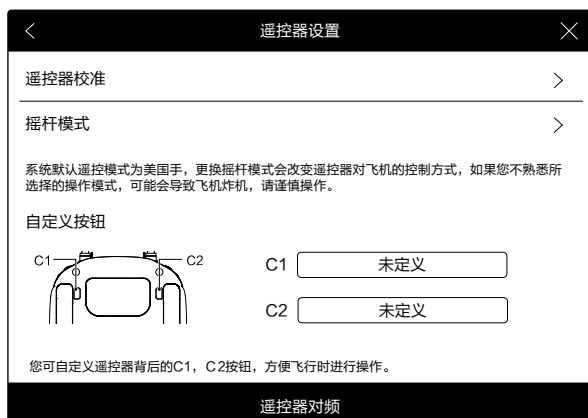 遥控器设置
遥控器校准
摇杆模式
系统默认遥控模式为美国手，更换摇杆模式会改变遥控器对飞机的控制方式，如果您不熟悉所
选择的操作模式，可能会导致飞机炸机，请谨慎操作。
自定义按钮
C1 C2
C1 未定义
C2 未定义
您可自定义遥控器背后的C1，C2按钮，方便飞行时进行操作。
遥控器对频